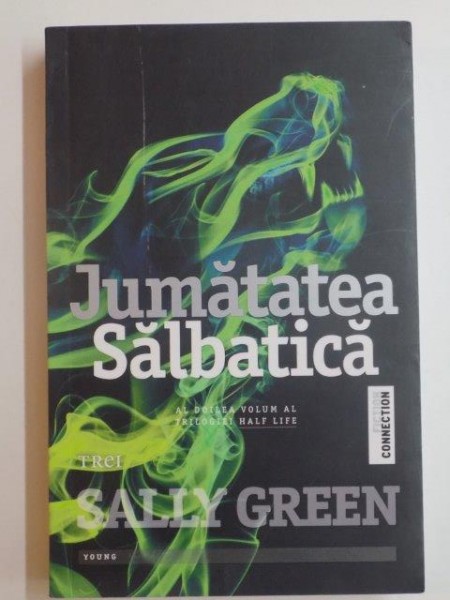 Jumătatea
Sălbatică
AL DOILEA VOLUM AL
TRILOGIEI HALF LIFE
FICTION
CONNECTION
TREI
SALLY GREEN
YOUNG